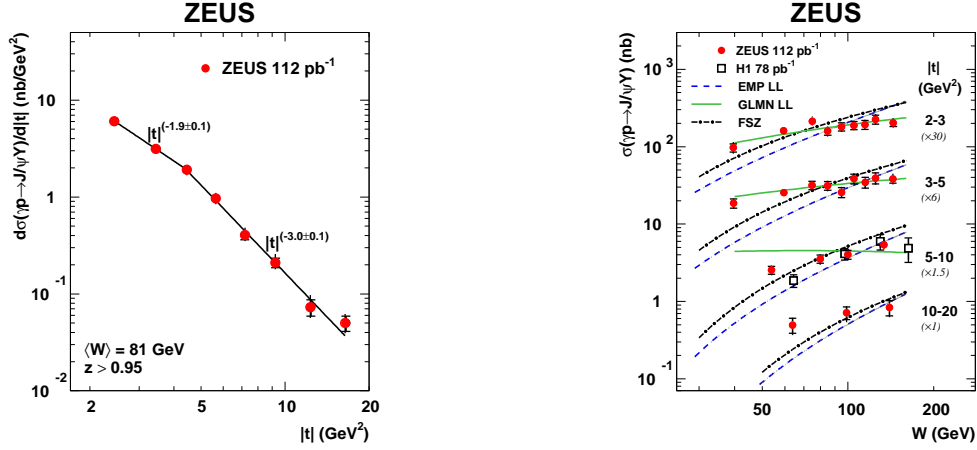 ZEUS
dσ(γp→J/ψY)/d|t| (nb/GeV²)
ZEUS 112 pb⁻¹
10
1
10⁻¹
10⁻²
|t|^(-1.9±0.1)
|t|^(-3.0±0.1)
⟨W⟩ = 81 GeV
z > 0.95
2 5 10 20
|t| (GeV²)
ZEUS
σ(γp→J/ψY) (nb)
ZEUS 112 pb⁻¹
H1 78 pb⁻¹
EMP LL
GLMN LL
FSZ
|t|
(GeV²)
2-3
(×30)
3-5
(×6)
5-10
(×1.5)
10-20
(×1)
10³
10²
10
1
10⁻¹
50 100 200
W (GeV)